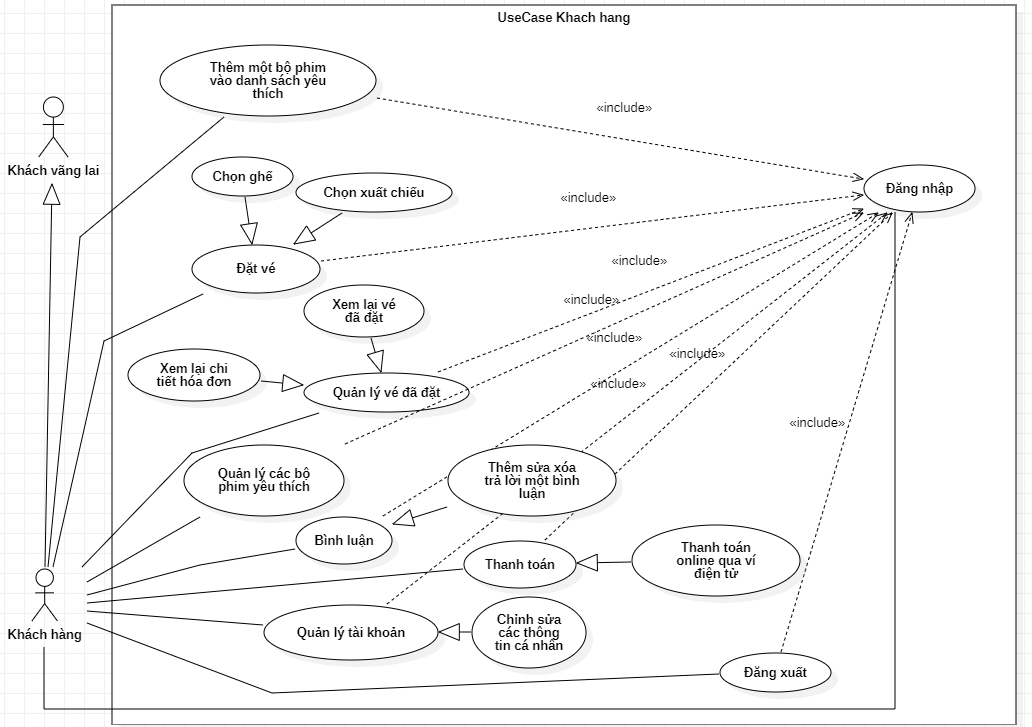 UseCase Khach hang
Thêm một bộ phim
vào danh sách yêu
thích
«include»
Khách vãng lai
Chọn ghế
Chọn xuất chiếu
Đăng nhập
«include»
Đặt vé
«include»
Xem lại vé
đã đặt
«include»
«include»
«include»
Xem lại chi
tiết hóa đơn
Quản lý vé đã đặt
«include»
«include»
Quản lý các bộ
phim yêu thích
Thêm sửa xóa
trả lời một bình
luận
Bình luận
Thanh toán
Thanh toán
online qua ví
điện tử
Khách hàng
Quản lý tài khoản
Chỉnh sửa
các thông
tin cá nhấn
Đăng xuất